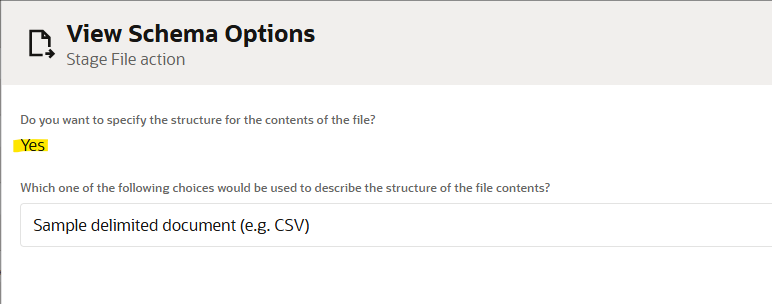 View Schema Options
Stage File action
Do you want to specify the structure for the contents of the file?
Yes
Which one of the following choices would be used to describe the structure of the file contents?
Sample delimited document (e.g. CSV)